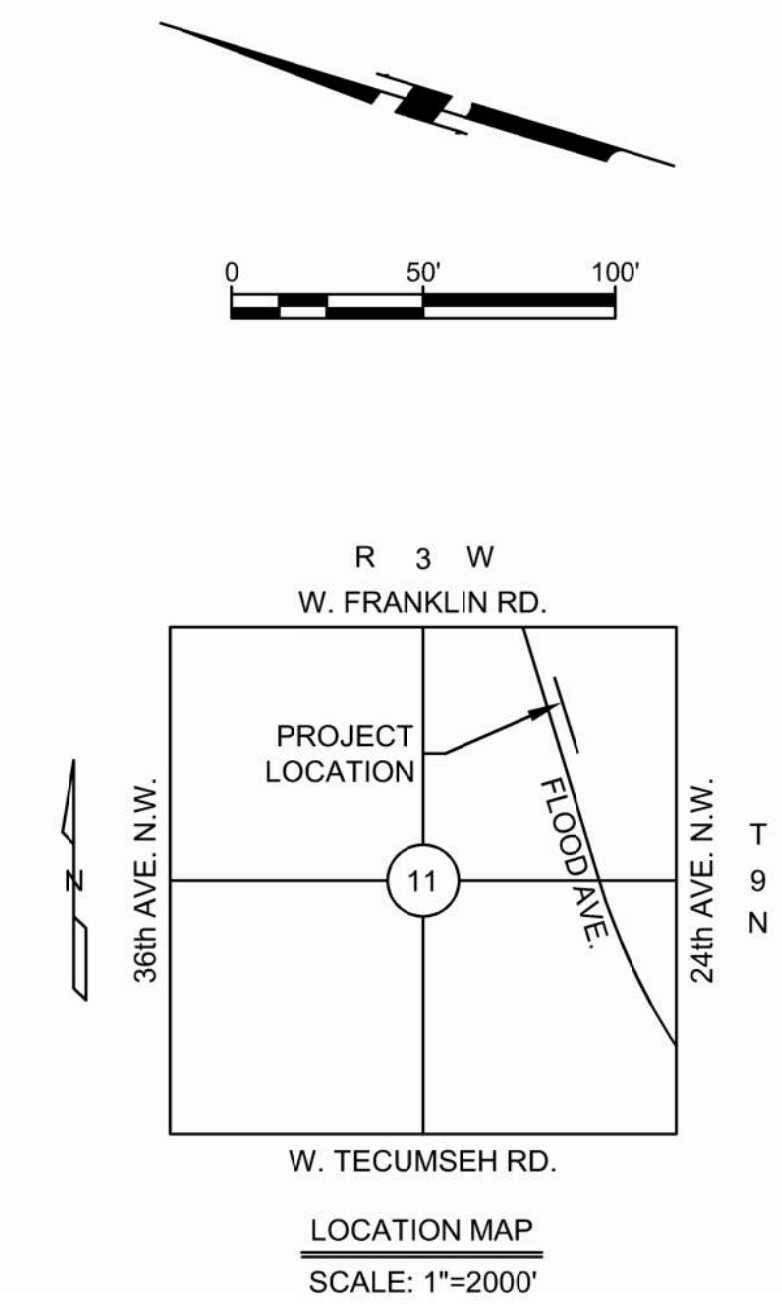 0 50' 100'
R 3 W
W. FRANKLIN RD.
PROJECT
LOCATION
FLOOD AVE.
36th AVE. N.W.
24th AVE. N.W.
T
9
N
N
11
W. TECUMSEH RD.
LOCATION MAP
SCALE: 1"=2000'